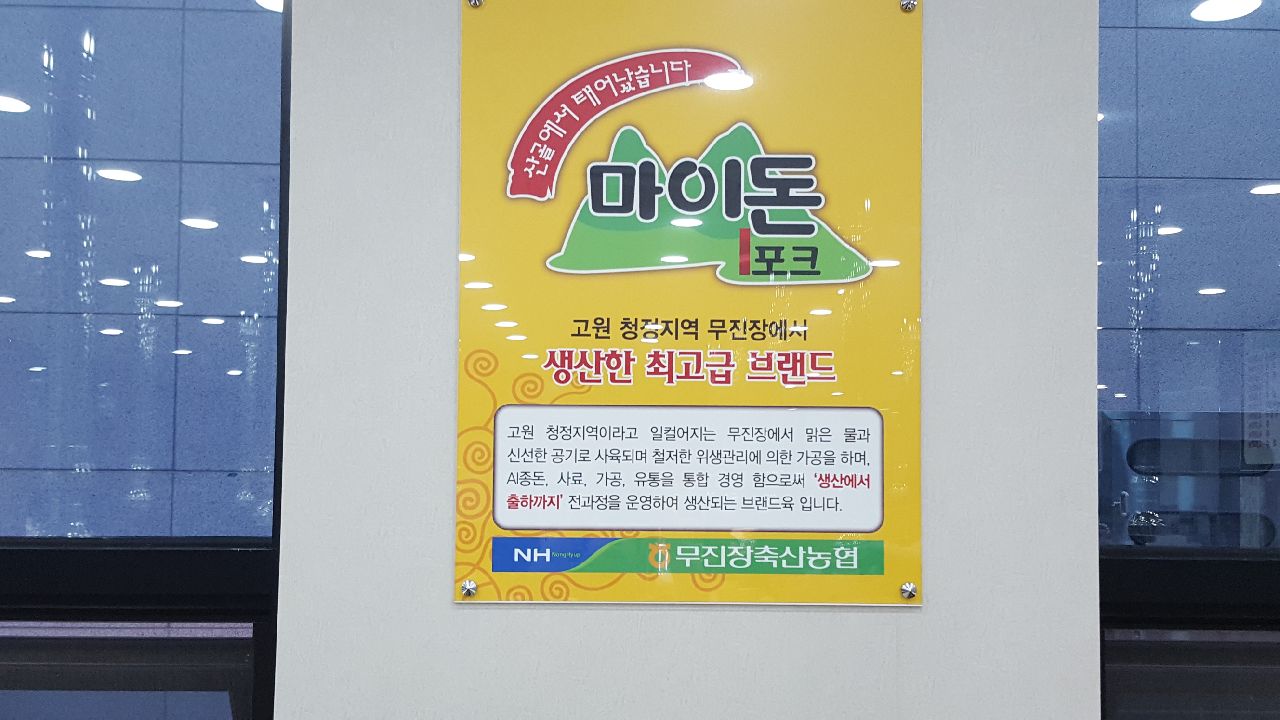 산골에서 태어났습니다
마이돈
포크
고원 청정지역 무진장에서
생산한 최고급 브랜드
고원 청정지역이라고 일컬어지는 무진장에서 맑은 물과
신선한 공기로 사육되며 철저한 위생관리에 의한 가공을 하며,
AI종돈, 사료, 가공, 유통을 통합 경영 함으로써 '생산에서
출하까지' 전과정을 운영하여 생산되는 브랜드육 입니다.
NH NongHyup 무진장축산농협